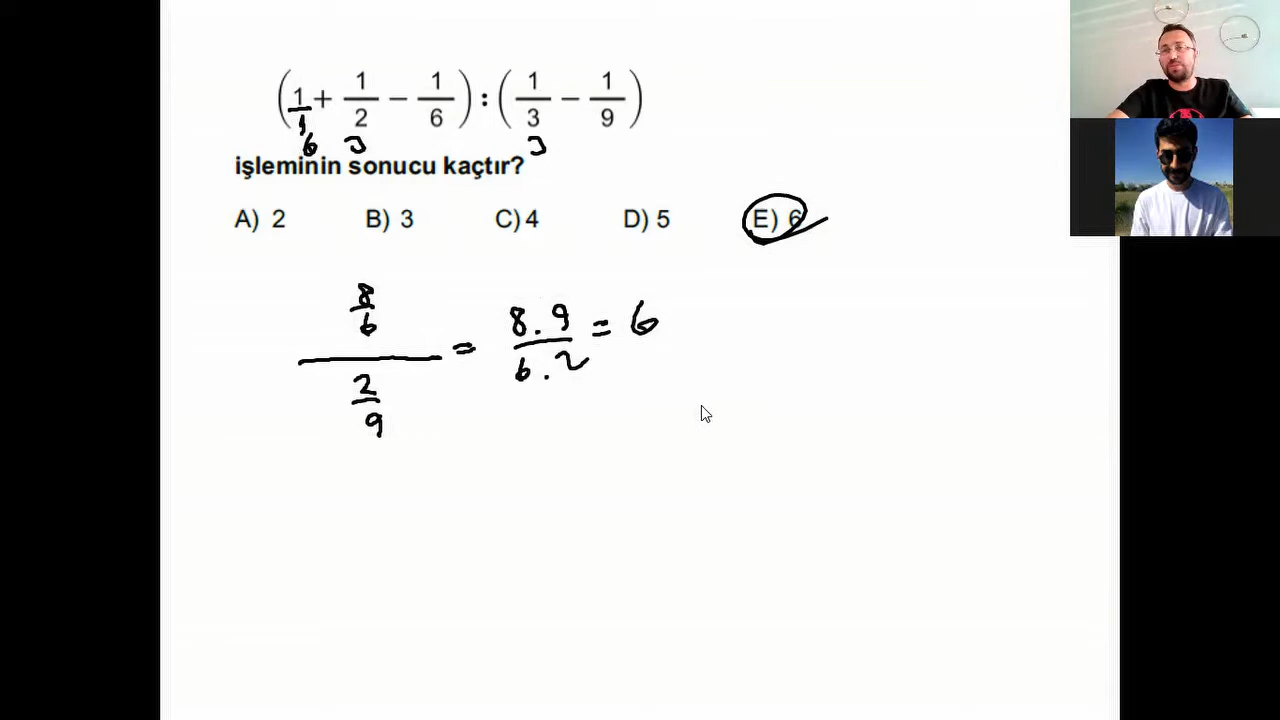 (1/1 + 1/2 − 1/6) : (1/3 − 1/9)
6 3 3
işleminin sonucu kaçtır?
A) 2 B) 3 C) 4 D) 5 E) 6
8/6 / 2/9 = 8.9/6.2 = 6